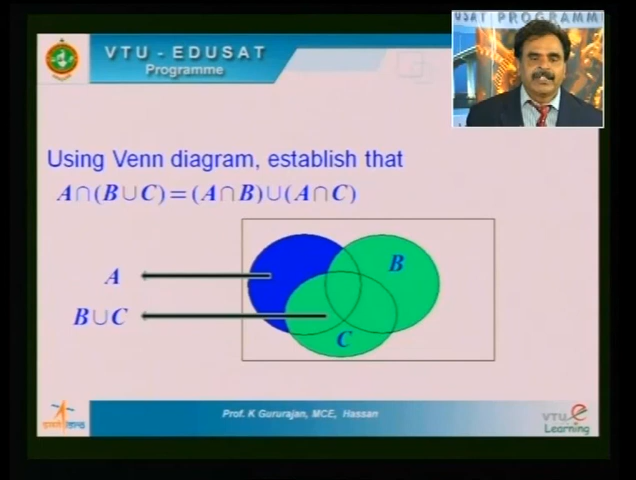 USAT PROGRAMM
VTU - EDUSAT
Programme
Using Venn diagram, establish that
A∩(B∪C)=(A∩B)∪(A∩C)
A
B
B∪C
C
Prof. K Gururajan, MCE, Hassan
VTU e
Learning